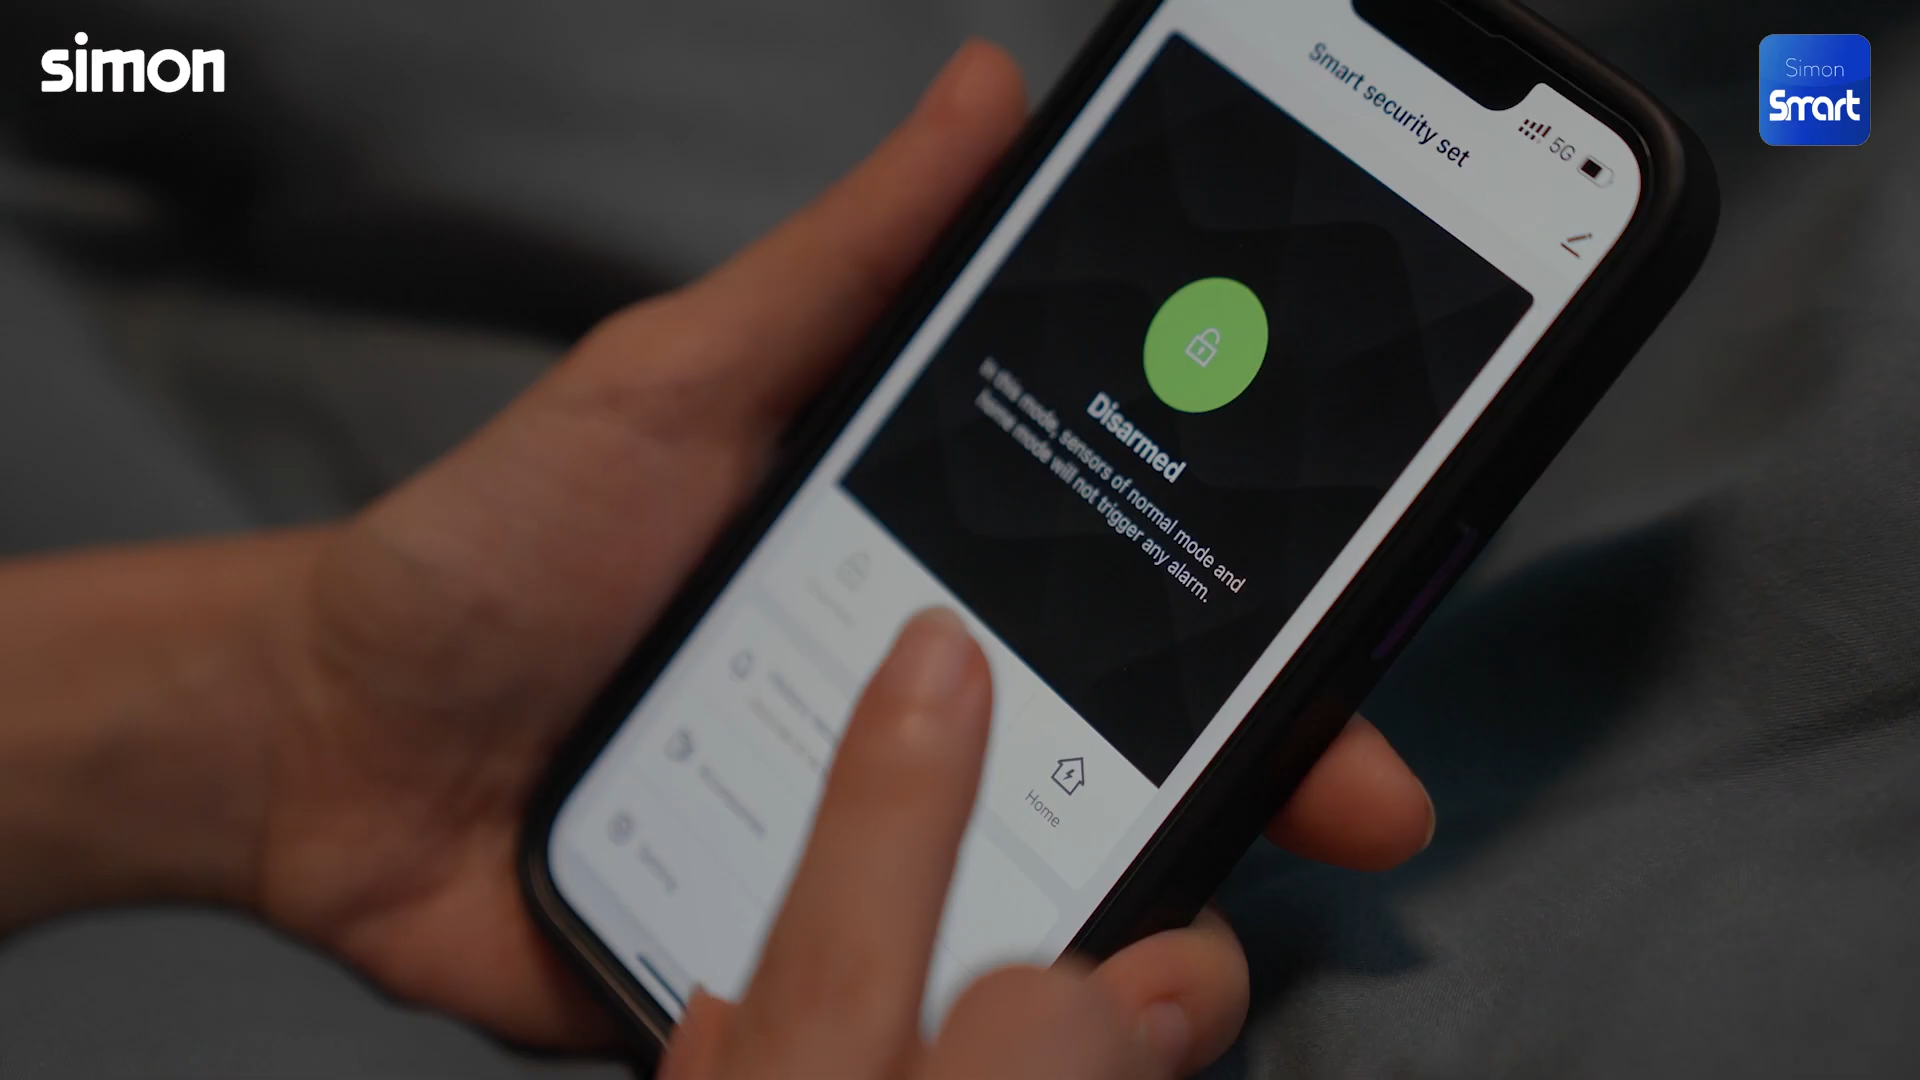 simon
Simon
Smart
Smart security set
5G
Disarmed
In this mode, sensors of normal mode and
home mode will not trigger any alarm.
Home
Setting